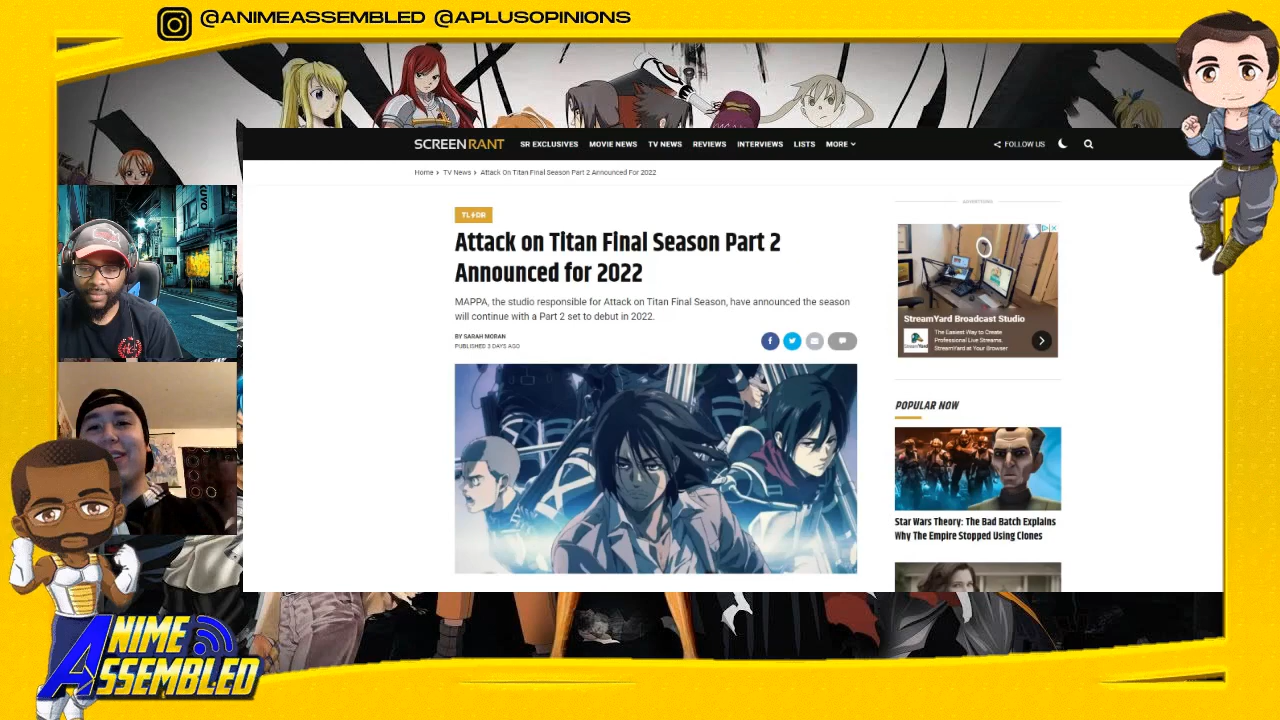 @ANIMEASSEMBLED @APLUSOPINIONS
SCREENRANT SR EXCLUSIVES MOVIE NEWS TV NEWS REVIEWS INTERVIEWS LISTS MORE FOLLOW US
Home > TV News > Attack On Titan Final Season Part 2 Announced For 2022
TL;DR
Attack on Titan Final Season Part 2
Announced for 2022
MAPPA, the studio responsible for Attack on Titan Final Season, have announced the season
will continue with a Part 2 set to debut in 2022.
BY SARAH MORAN
PUBLISHED 3 DAYS AGO
ADVERTISING
StreamYard Broadcast Studio
The Easiest Way to Create
Professional Live Streams.
StreamYard at Your Browser
POPULAR NOW
Star Wars Theory: The Bad Batch Explains
Why The Empire Stopped Using Clones
ANIME
ASSEMBLED